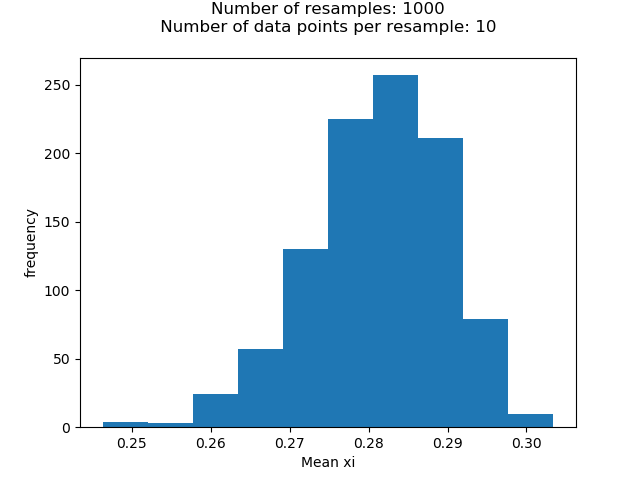 Number of resamples: 1000
Number of data points per resample: 10
250
200
150
100
50
0
frequency
0.25 0.26 0.27 0.28 0.29 0.30
Mean xi